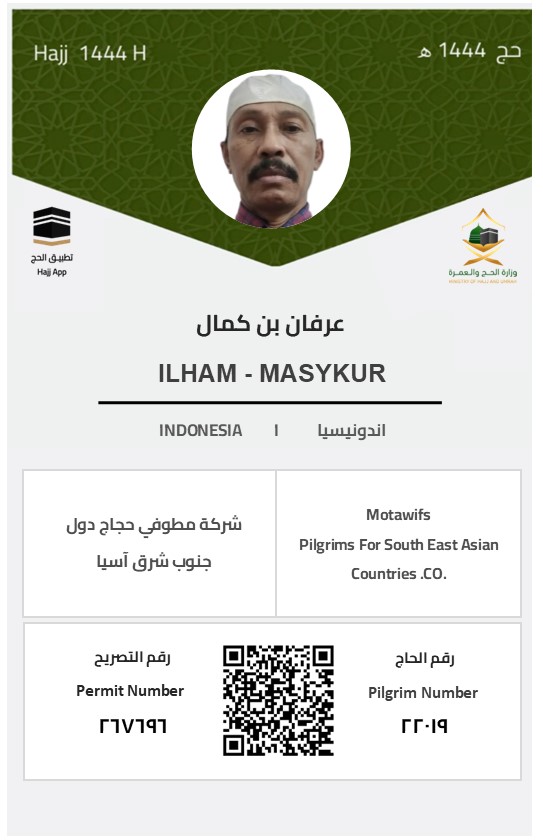 Hajj 1444 H
حج 1444 ه
تطبيق الحج
Hajj App
وزارة الحج والعمرة
MINISTRY OF HAJJ AND UMRAH
عرفان بن كمال
ILHAM - MASYKUR
INDONESIA | اندونيسيا
شركة مطوفي حجاج دول
جنوب شرق آسيا
Motawifs
Pilgrims For South East Asian
Countries .CO.
رقم التصريح
Permit Number
٢٦٧٦٩٦
رقم الحاج
Pilgrim Number
٢٢٠١٩